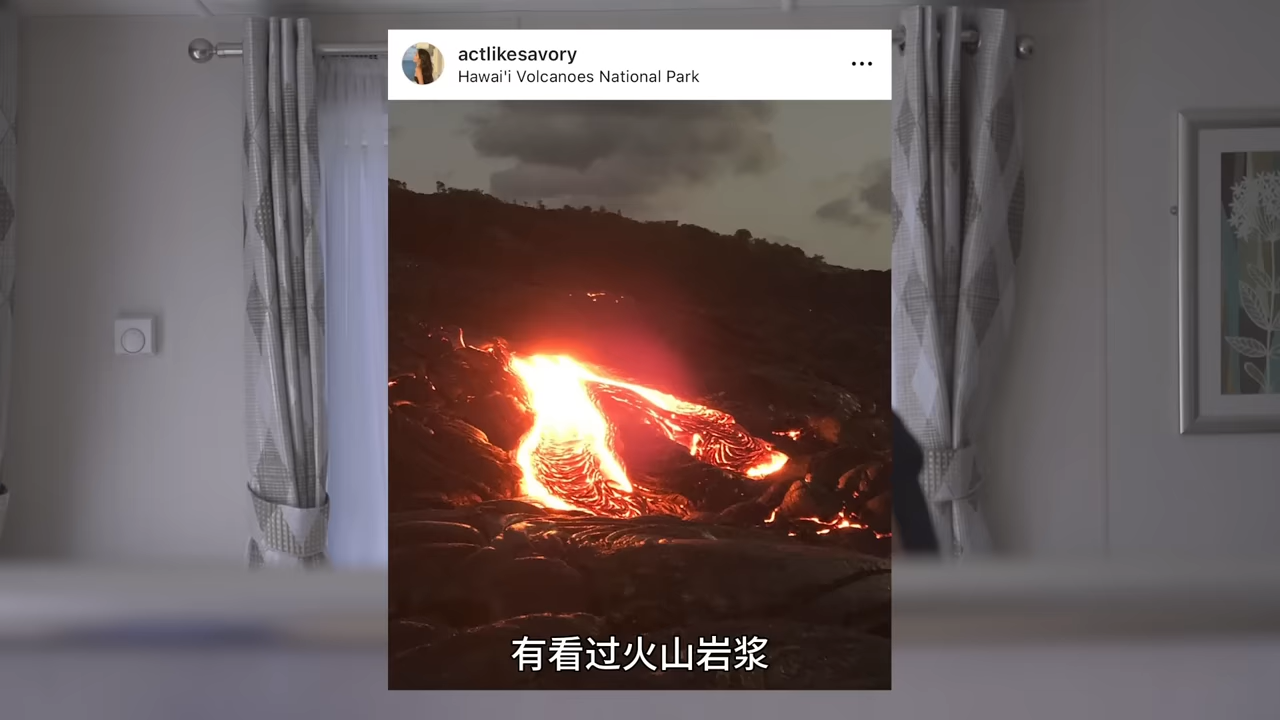 actlikesavory
Hawai'i Volcanoes National Park
有看过火山岩浆